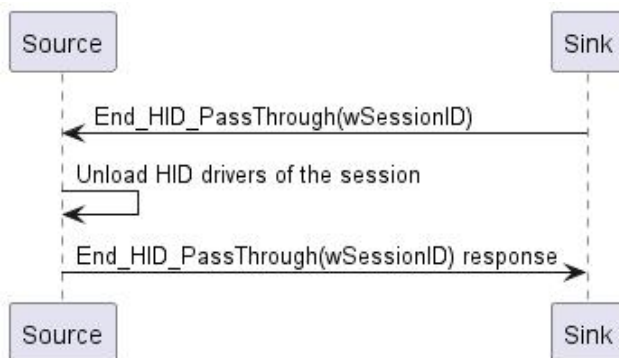 Source Sink
End_HID_PassThrough(wSessionID)
Unload HID drivers of the session
End_HID_PassThrough(wSessionID) response
Source Sink